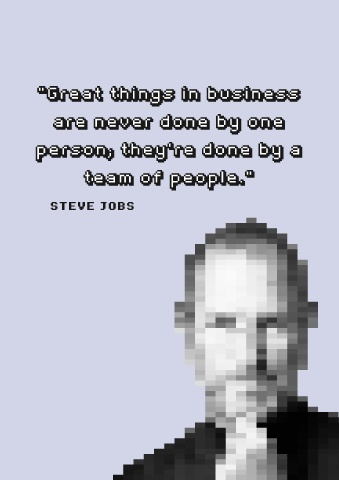 "Great things in business
are never done by one
person; they're done by a
team of people."
STEVE JOBS